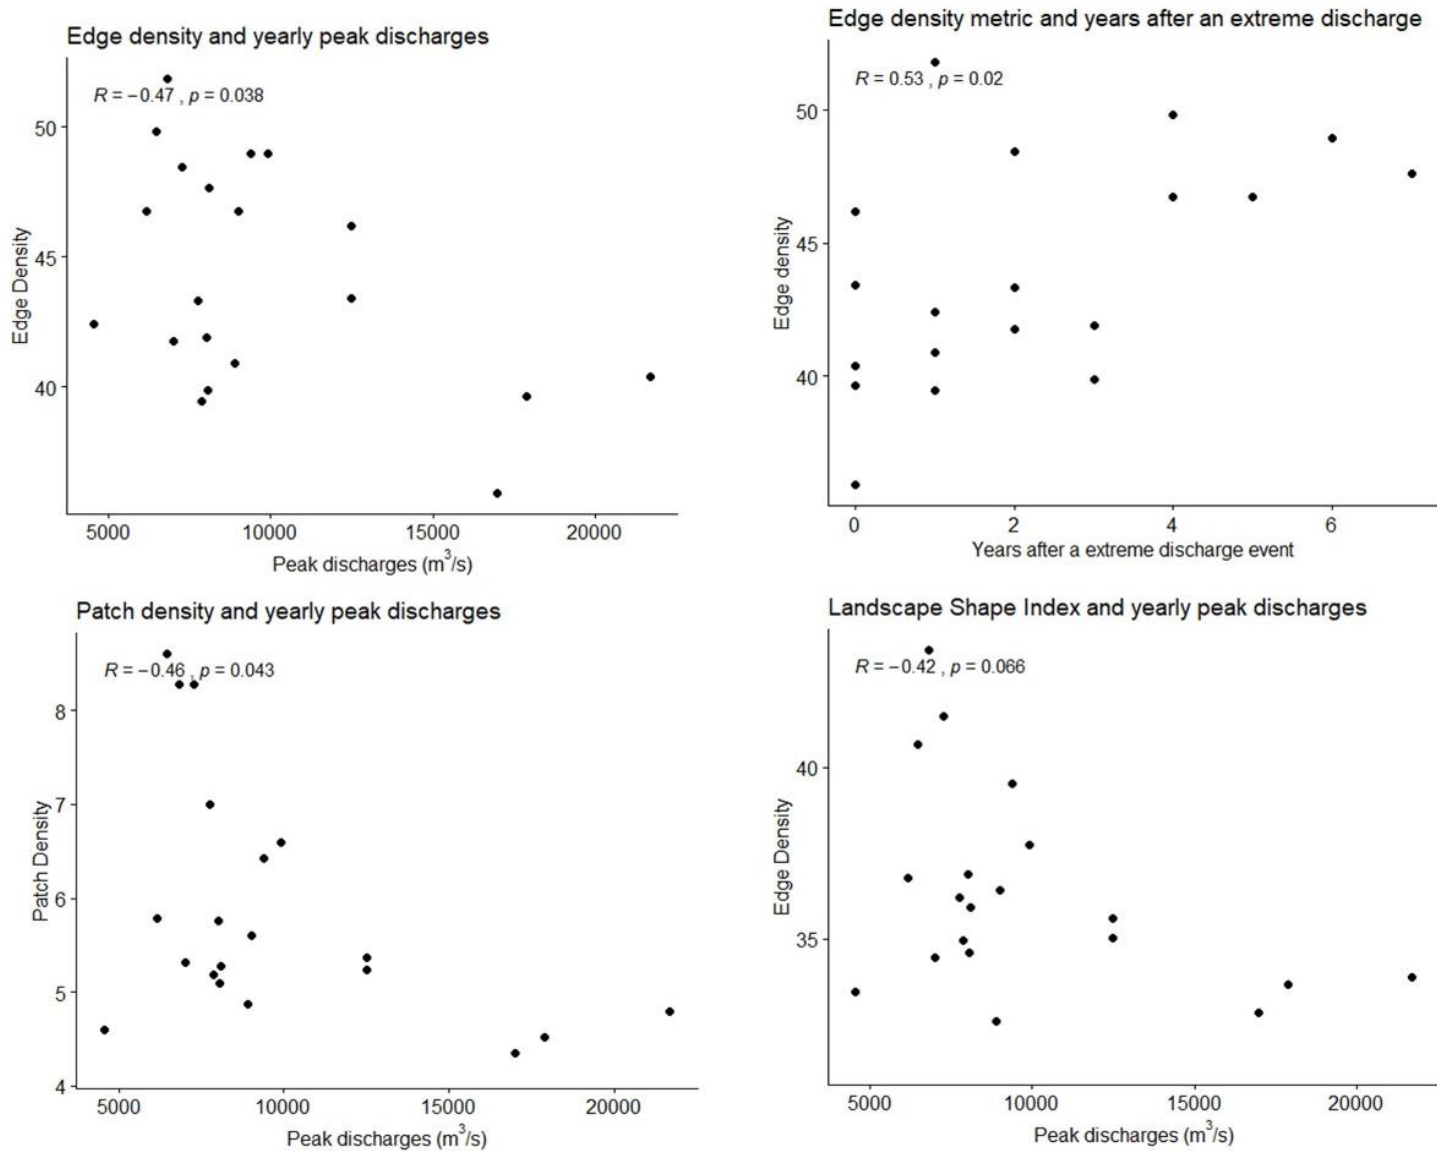 Edge density and yearly peak discharges
R = −0.47 , p = 0.038
50
45
40
Edge Density
5000 10000 15000 20000
Peak discharges (m³/s)
Edge density metric and years after an extreme discharge
R = 0.53 , p = 0.02
50
45
40
Edge density
0 2 4 6
Years after a extreme discharge event
Patch density and yearly peak discharges
R = −0.46 , p = 0.043
8
7
6
5
4
Patch Density
5000 10000 15000 20000
Peak discharges (m³/s)
Landscape Shape Index and yearly peak discharges
R = −0.42 , p = 0.066
40
35
Edge Density
5000 10000 15000 20000
Peak discharges (m³/s)